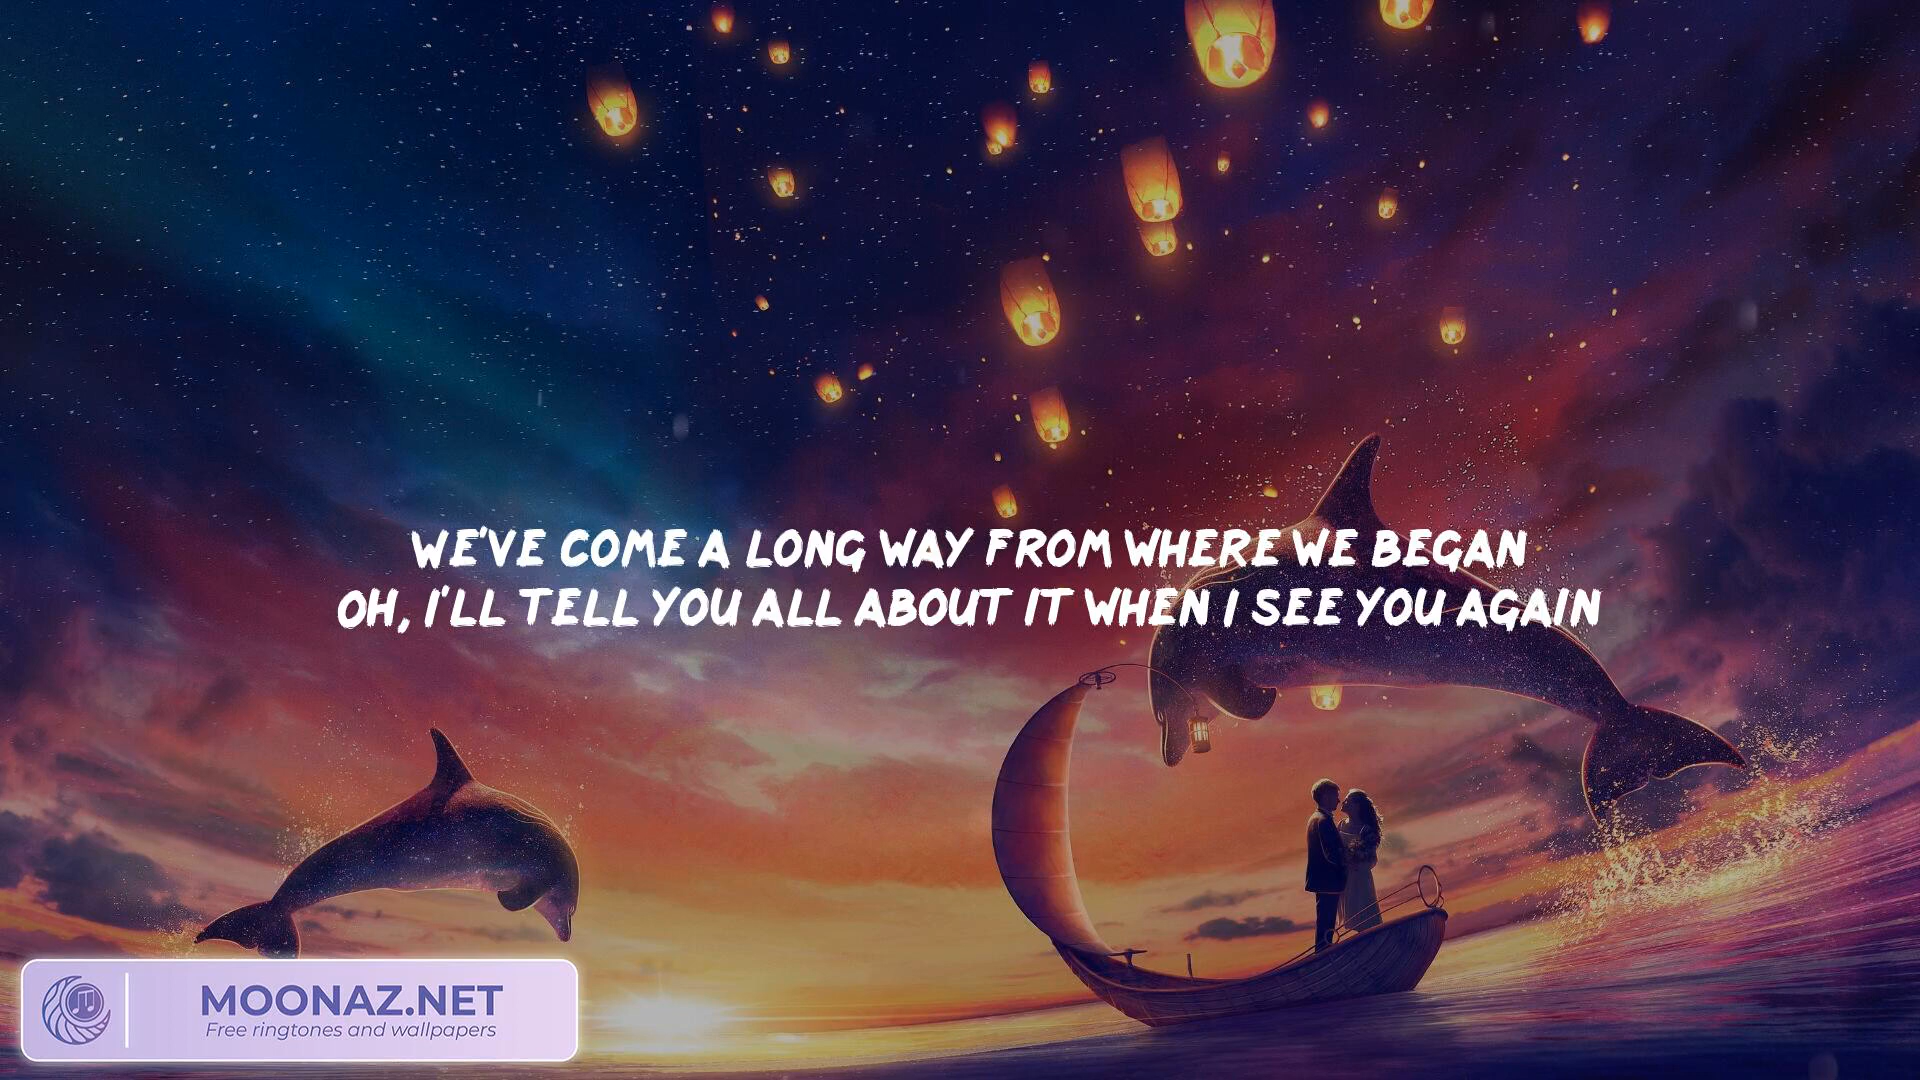 WE'VE COME A LONG WAY FROM WHERE WE BEGAN
OH, I'LL TELL YOU ALL ABOUT IT WHEN I SEE YOU AGAIN
MOONAZ.NET
Free ringtones and wallpapers